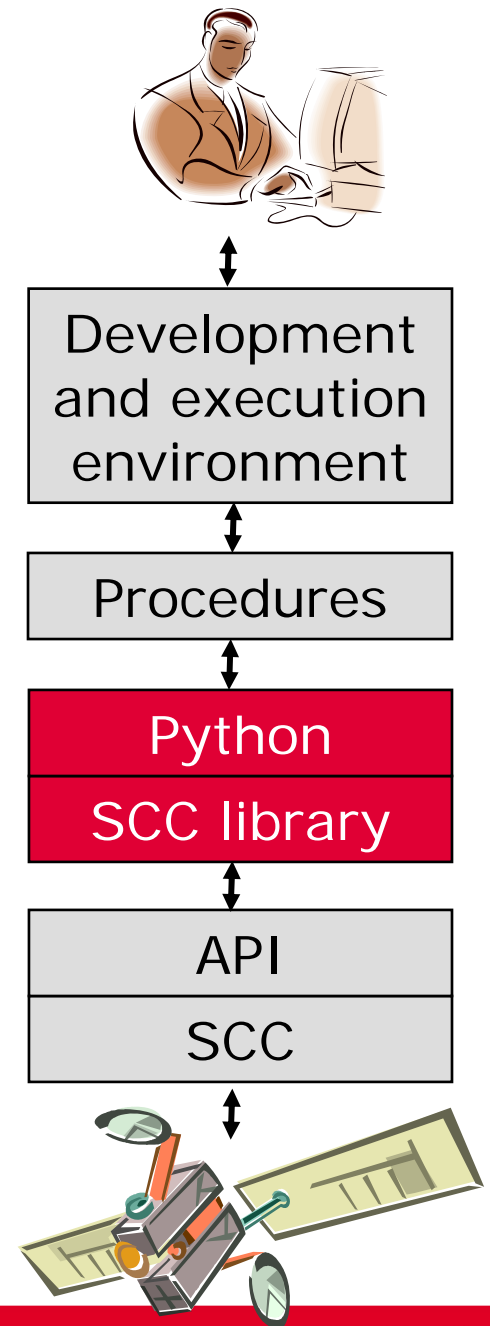 Development
and execution
environment
Procedures
Python
SCC library
API
SCC